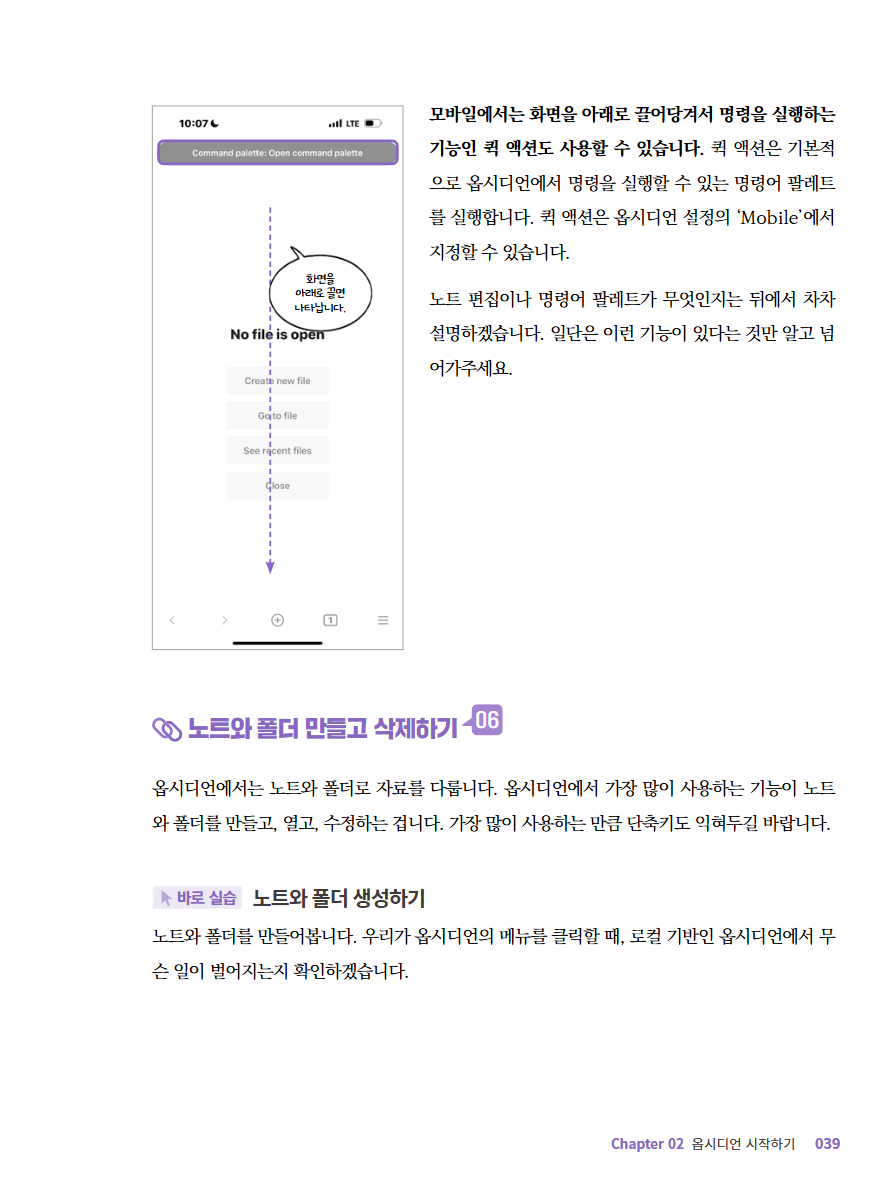 10:07
LTE
Command palette: Open command palette
화면을
아래로 끌면
나타납니다.
No file is open
Create new file
Go to file
See recent files
Close
1
모바일에서는 화면을 아래로 끌어당겨서 명령을 실행하는
기능인 퀵 액션도 사용할 수 있습니다. 퀵 액션은 기본적
으로 옵시디언에서 명령을 실행할 수 있는 명령어 팔레트
를 실행합니다. 퀵 액션은 옵시디언 설정의 ‘Mobile’에서
지정할 수 있습니다.
노트 편집이나 명령어 팔레트가 무엇인지는 뒤에서 차차
설명하겠습니다. 일단은 이런 기능이 있다는 것만 알고 넘
어가주세요.
노트와 폴더 만들고 삭제하기 06
옵시디언에서는 노트와 폴더로 자료를 다룹니다. 옵시디언에서 가장 많이 사용하는 기능이 노트
와 폴더를 만들고, 열고, 수정하는 겁니다. 가장 많이 사용하는 만큼 단축키도 익혀두길 바랍니다.
바로 실습 노트와 폴더 생성하기
노트와 폴더를 만들어봅니다. 우리가 옵시디언의 메뉴를 클릭할 때, 로컬 기반인 옵시디언에서 무
슨 일이 벌어지는지 확인하겠습니다.
Chapter 02 옵시디언 시작하기 039